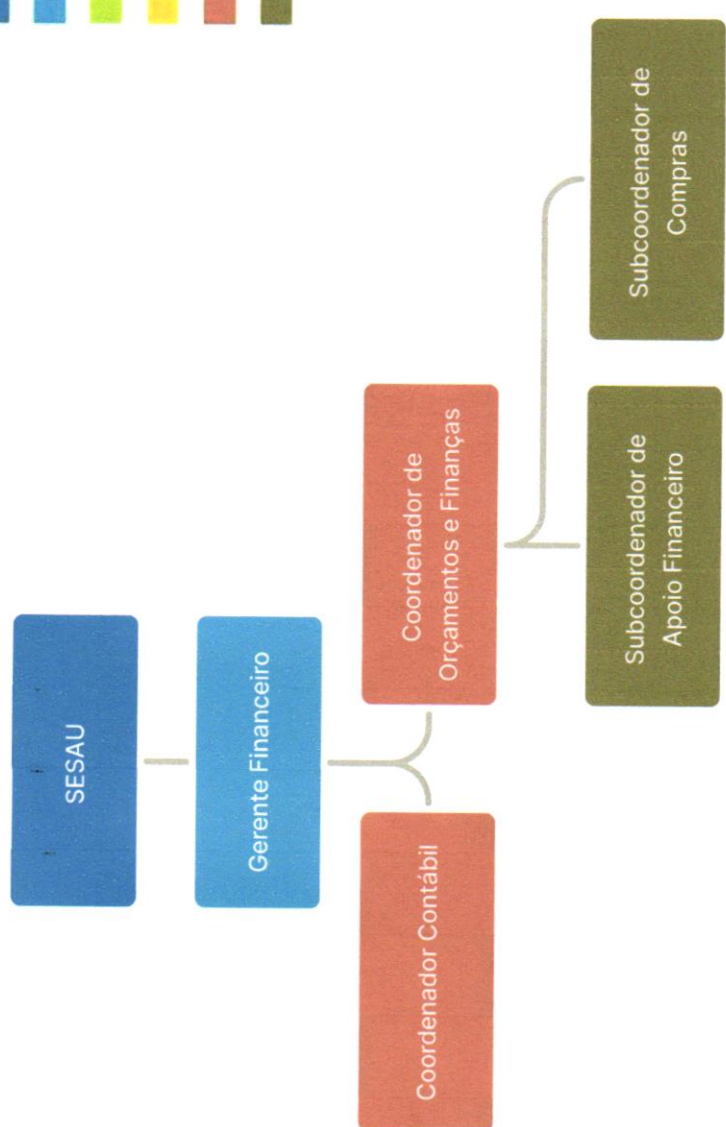 SESAU
Gerente Financeiro
Coordenador Contábil
Coordenador de
Orçamentos e Finanças
Subcoordenador de
Apoio Financeiro
Subcoordenador de
Compras